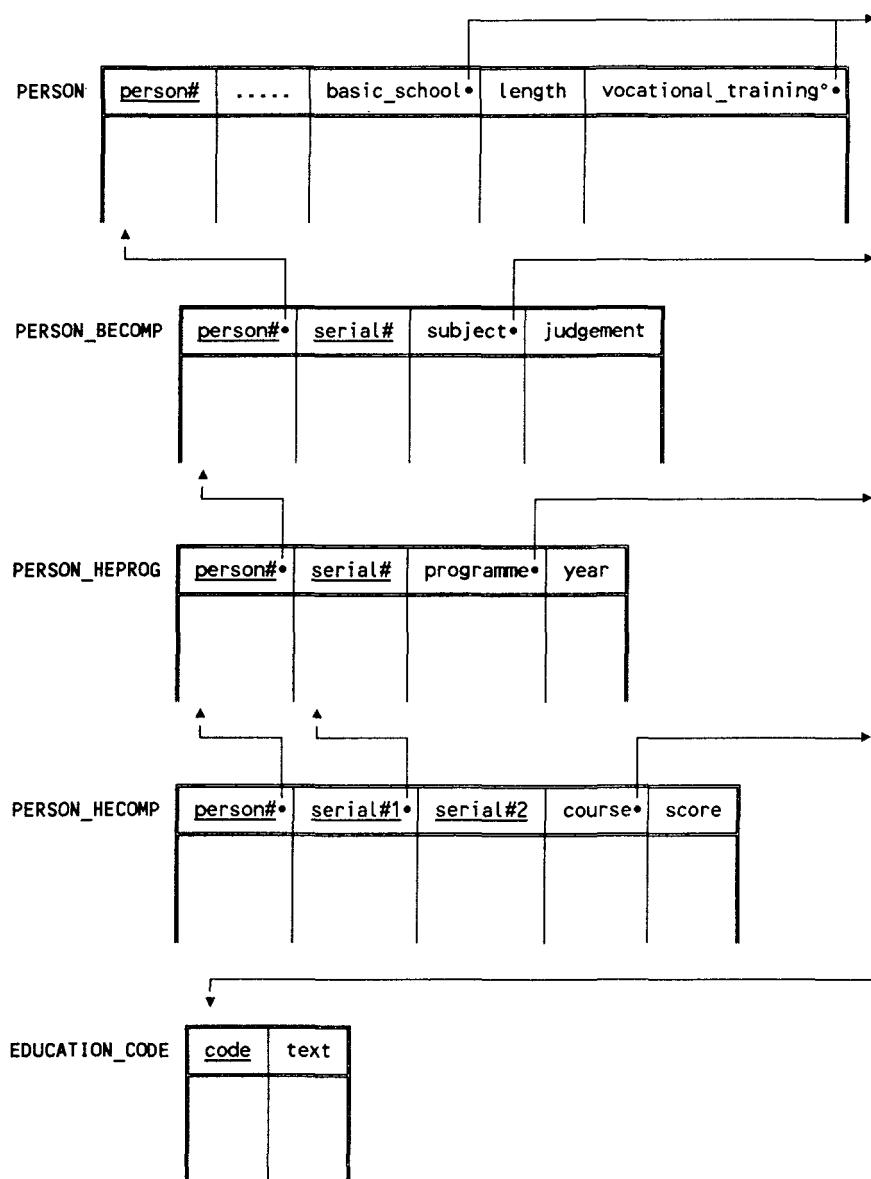 PERSON person# ..... basic_school• length vocational_training°•
PERSON_BECOMP person#• serial# subject• judgement
PERSON_HEPROG person#• serial# programme• year
PERSON_HECOMP person#• serial#1• serial#2 course• score
EDUCATION_CODE code text